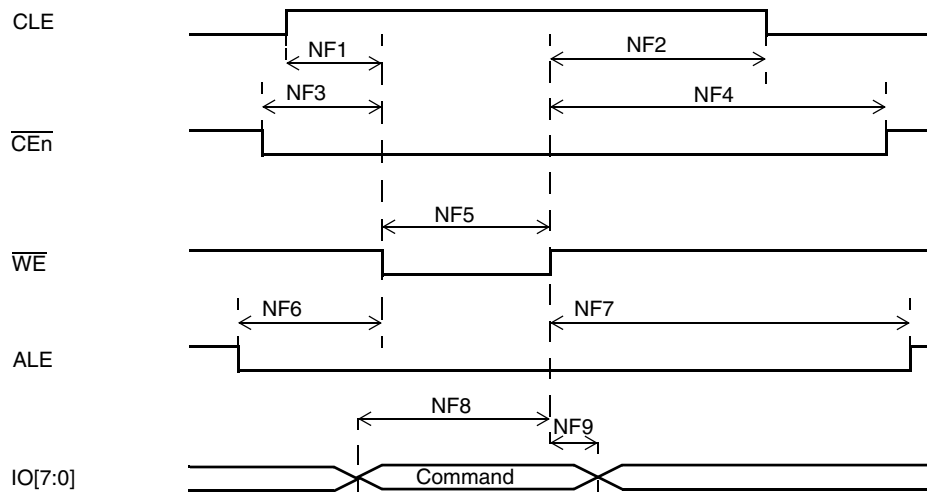 CLE
NF1
NF2
NF3
NF4
CEn
NF5
WE
NF6
NF7
ALE
NF8
NF9
IO[7:0]
Command